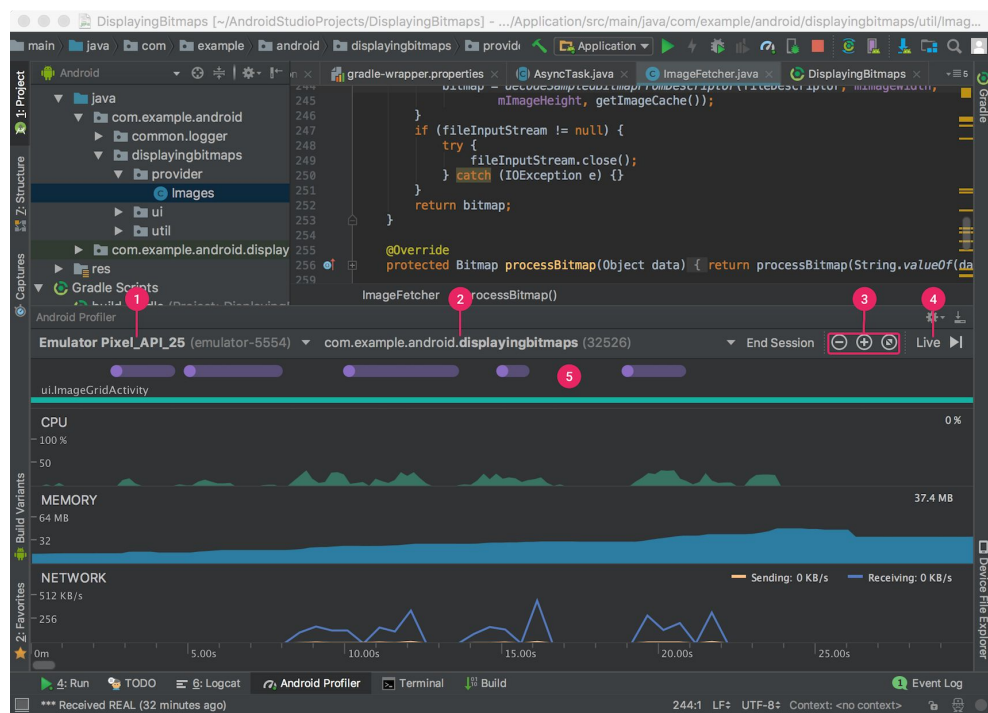 DisplayingBitmaps [~/AndroidStudioProjects/DisplayingBitmaps] - .../Application/src/main/java/com/example/android/displayingbitmaps/util/Imag...
main java com example android displayingbitmaps provid Application
1: Project
Android
gradle-wrapper.properties × AsyncTask.java × ImageFetcher.java × DisplayingBitmaps × 5
Gradle
java
com.example.android
common.logger
displayingbitmaps
provider
Images
ui
util
com.example.android.display
res
Gradle Scripts
Z: Structure
Captures
244 bitmap = decodeSampledBitmapFromDescriptor(fileDescriptor, mImageWidth,
245 mImageHeight, getImageCache());
246 }
247 if (fileInputStream != null) {
248 try {
249 fileInputStream.close();
250 } catch (IOException e) {}
251 }
252 return bitmap;
253 }
254
255 @Override
256 protected Bitmap processBitmap(Object data) { return processBitmap(String.valueOf(da
259
ImageFetcher processBitmap()
1 2 3 4
Android Profiler
Emulator Pixel_API_25 (emulator-5554) com.example.android.displayingbitmaps (32526) End Session Live
5
ui.ImageGridActivity
CPU 0 %
100 %
50
MEMORY 37.4 MB
64 MB
32
NETWORK Sending: 0 KB/s Receiving: 0 KB/s
512 KB/s
256
0m 5.00s 10.00s 15.00s 20.00s 25.00s
Build Variants
2: Favorites
Device File Explorer
4: Run TODO 6: Logcat Android Profiler Terminal Build 1 Event Log
*** Received REAL (32 minutes ago) 244:1 LF÷ UTF-8÷ Context: <no context>